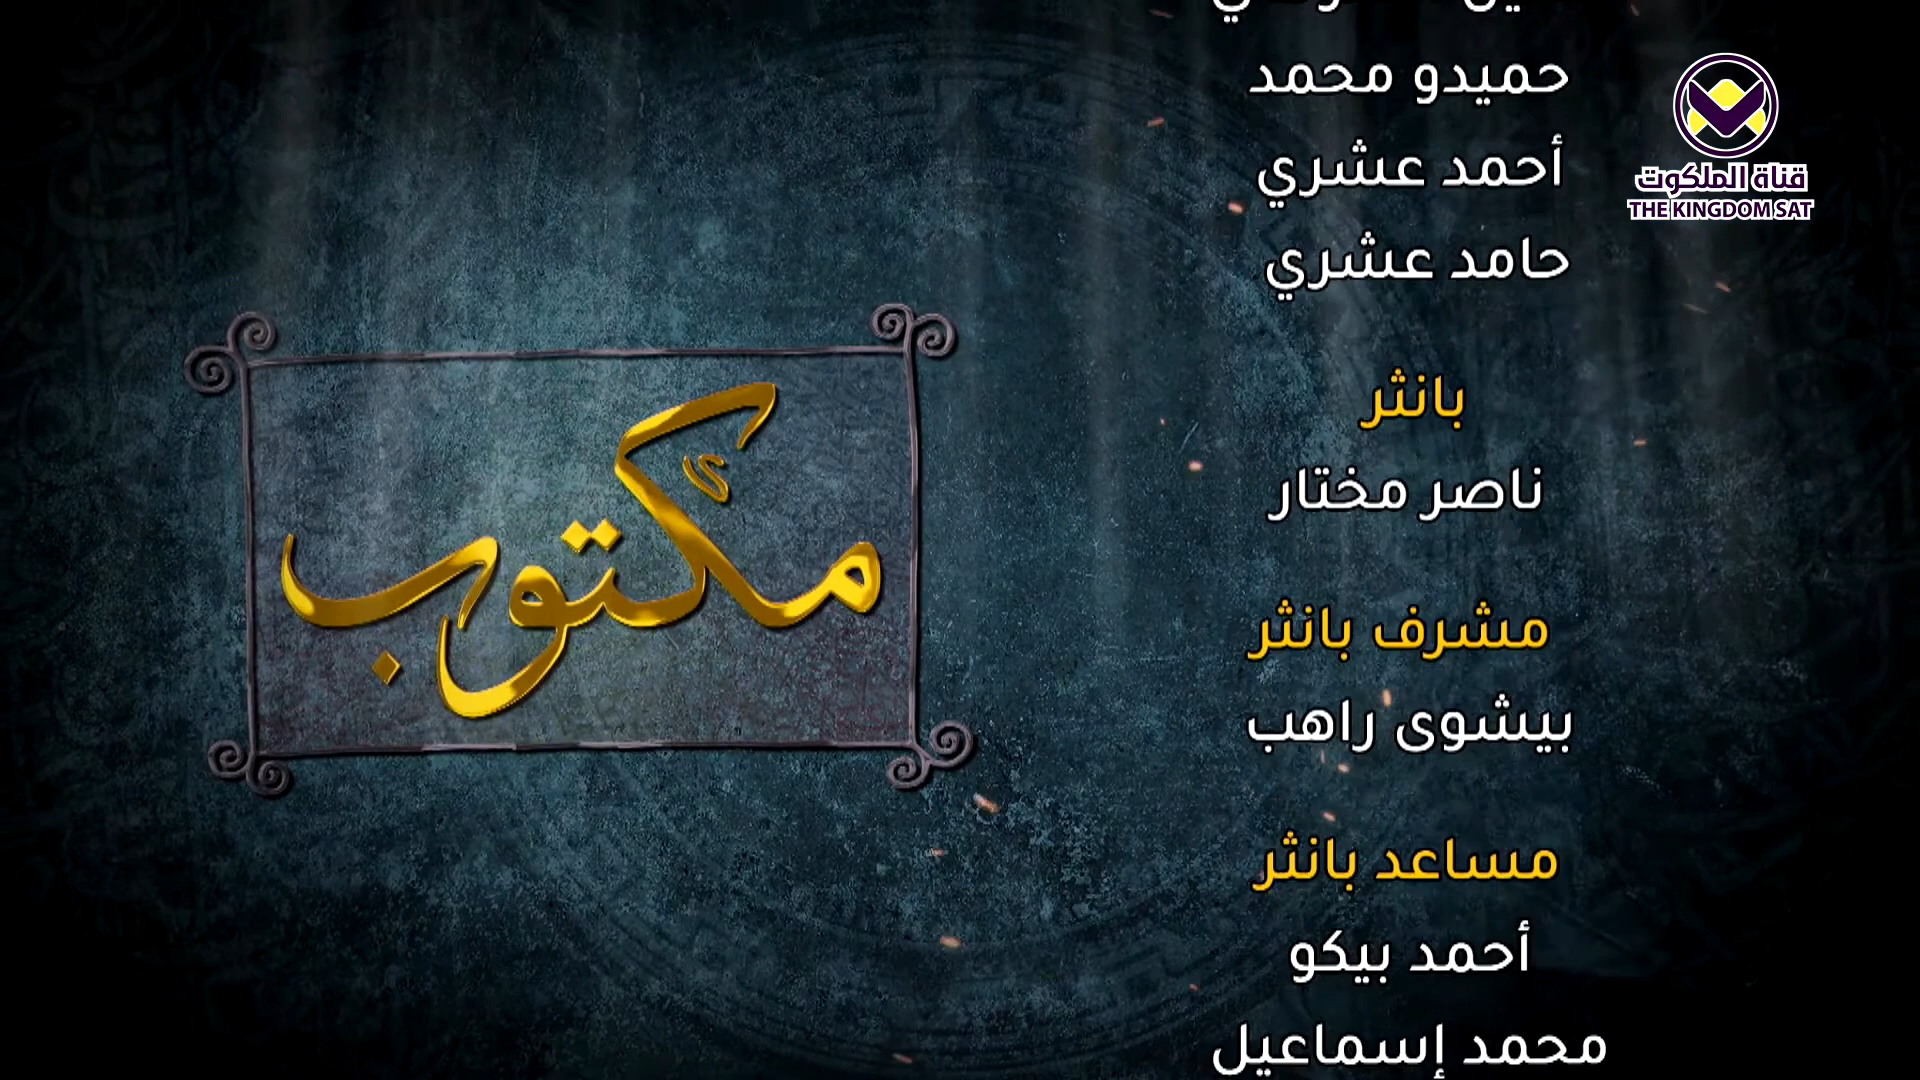 حميدو محمد
أحمد عشري
حامد عشري
بانثر
ناصر مختار
مشرف بانثر
بيشوى راهب
مساعد بانثر
أحمد بيكو
محمد إسماعيل
مكتوب
قناة الملكوت
THE KINGDOM SAT